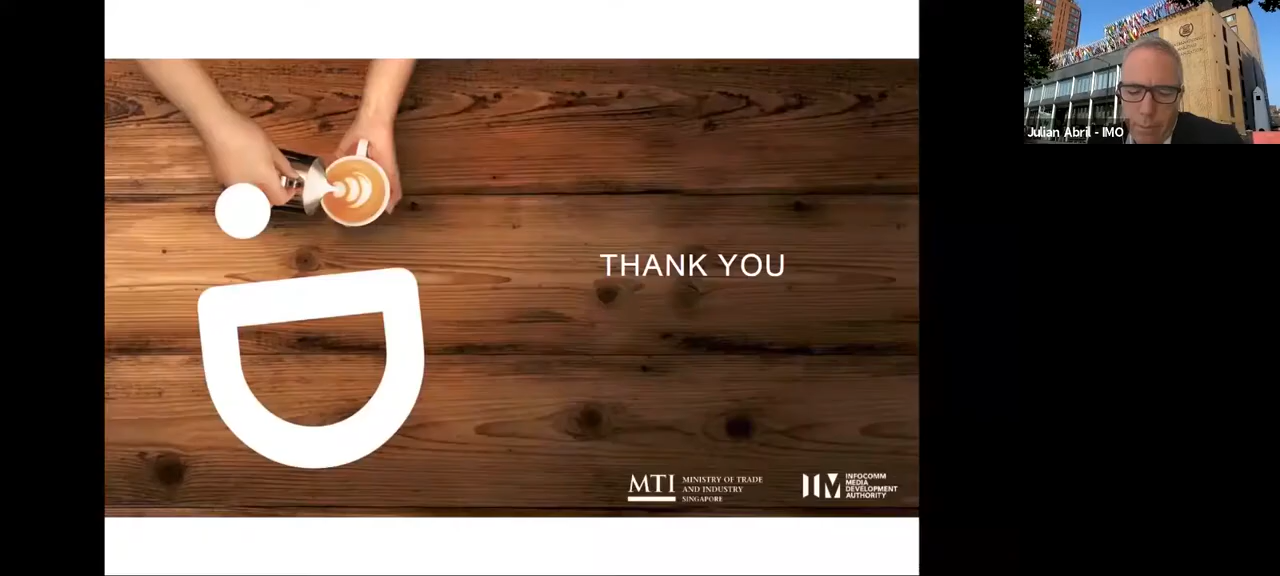 THANK YOU
MTI
MINISTRY OF TRADE
AND INDUSTRY
SINGAPORE
INFOCOMM
MEDIA
DEVELOPMENT
AUTHORITY
Julian Abril - IMO